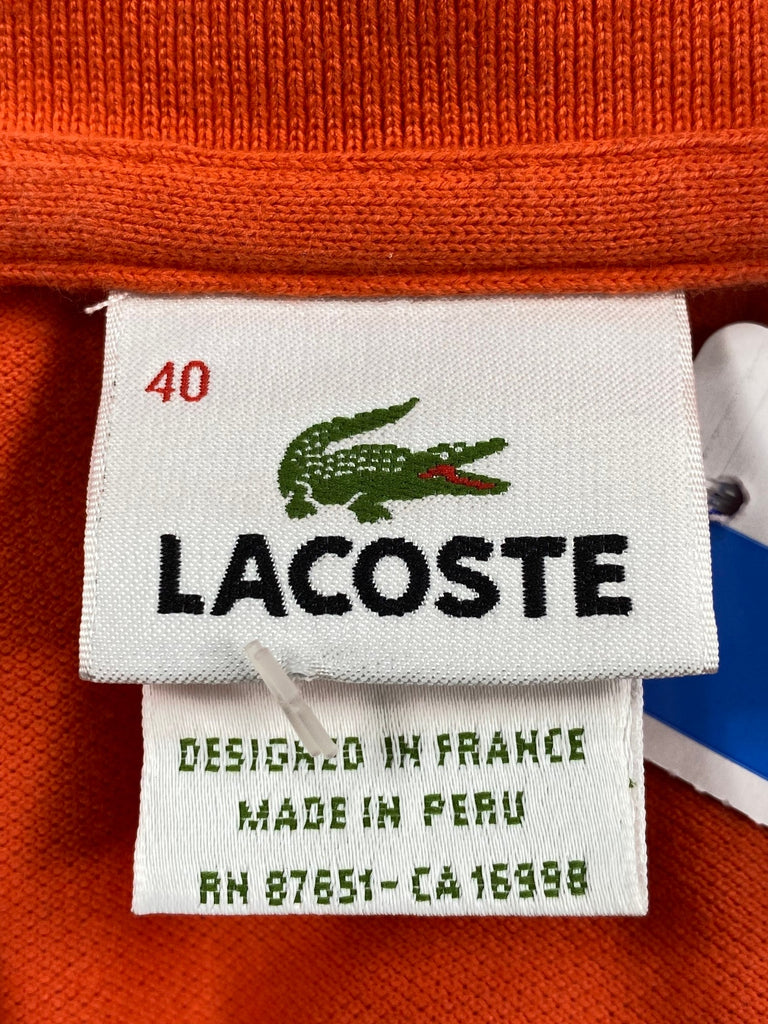 40
LACOSTE
DESIGNED IN FRANCE
MADE IN PERU
RN 87651-CA 16998